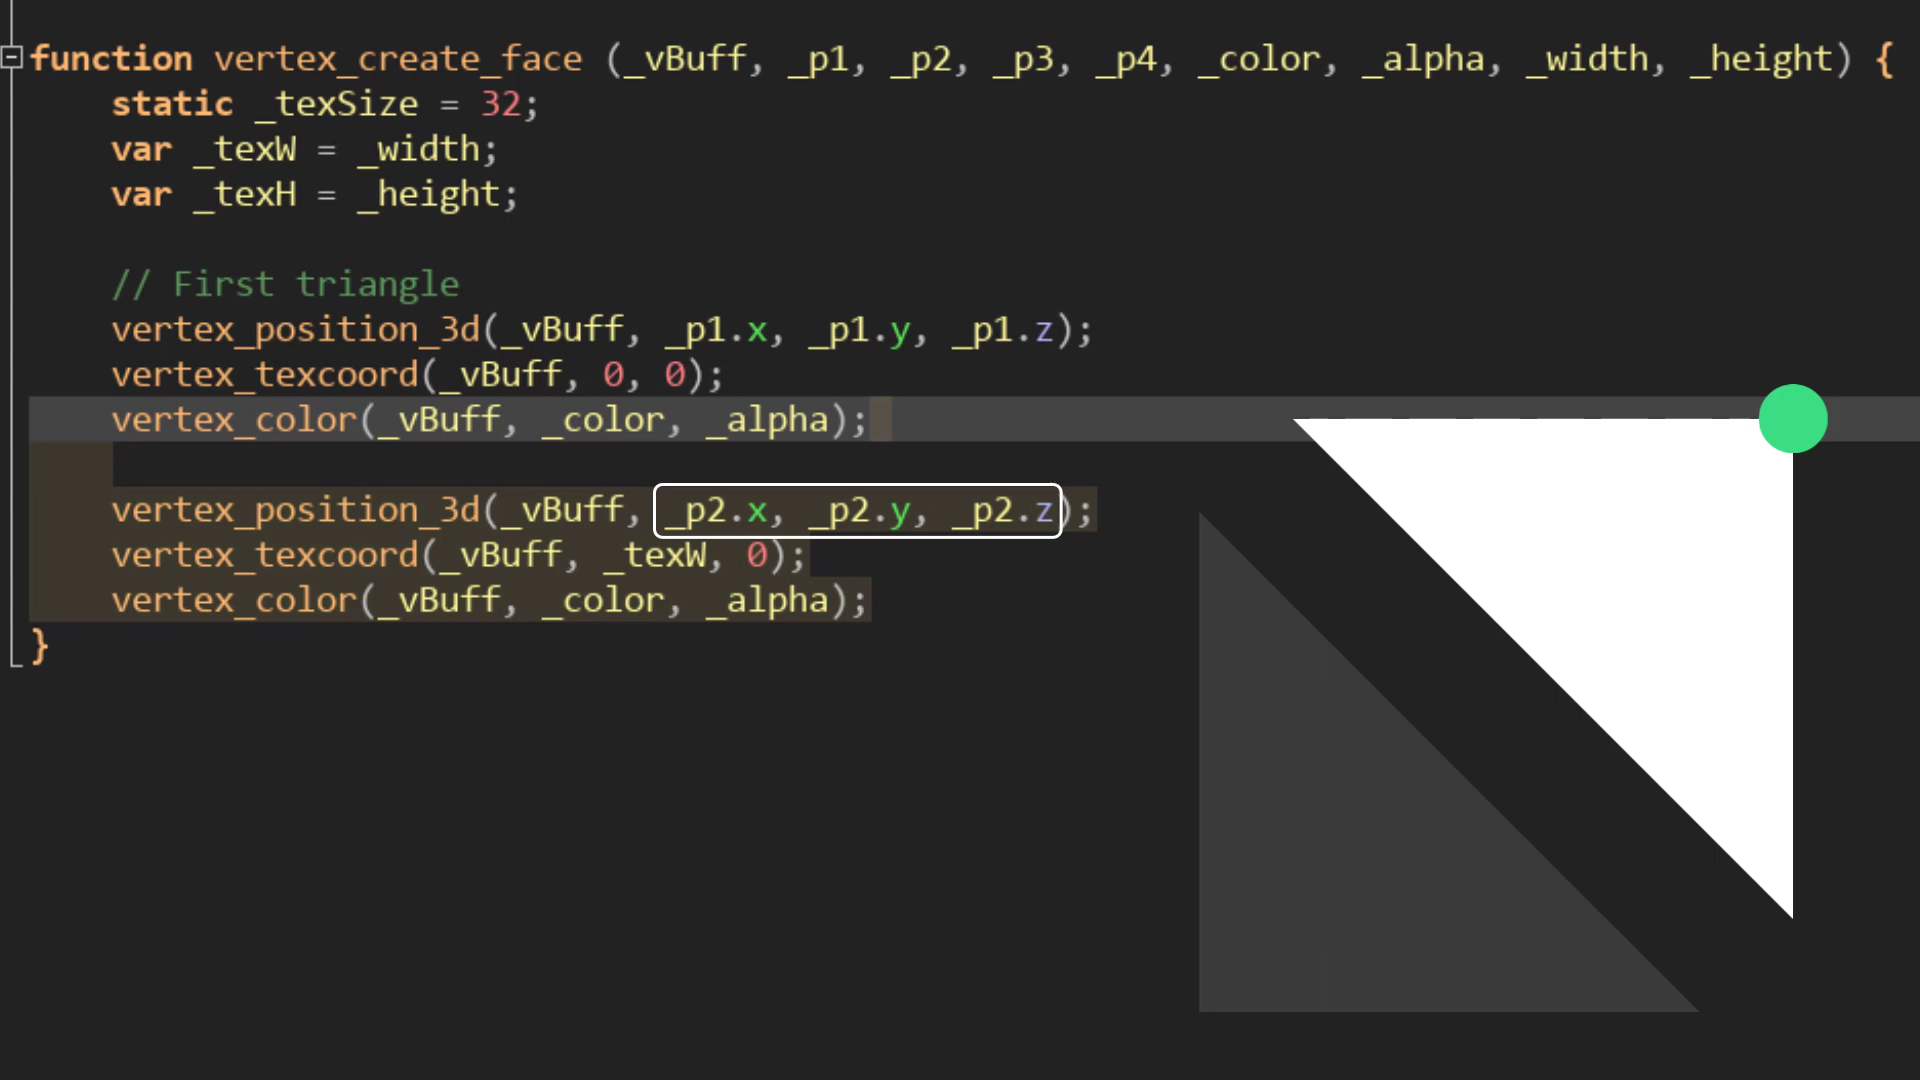 function vertex_create_face (_vBuff, _p1, _p2, _p3, _p4, _color, _alpha, _width, _height) {
static _texSize = 32;
var _texW = _width;
var _texH = _height;
// First triangle
vertex_position_3d(_vBuff, _p1.x, _p1.y, _p1.z);
vertex_texcoord(_vBuff, 0, 0);
vertex_color(_vBuff, _color, _alpha);
vertex_position_3d(_vBuff, _p2.x, _p2.y, _p2.z);
vertex_texcoord(_vBuff, _texW, 0);
vertex_color(_vBuff, _color, _alpha);
}